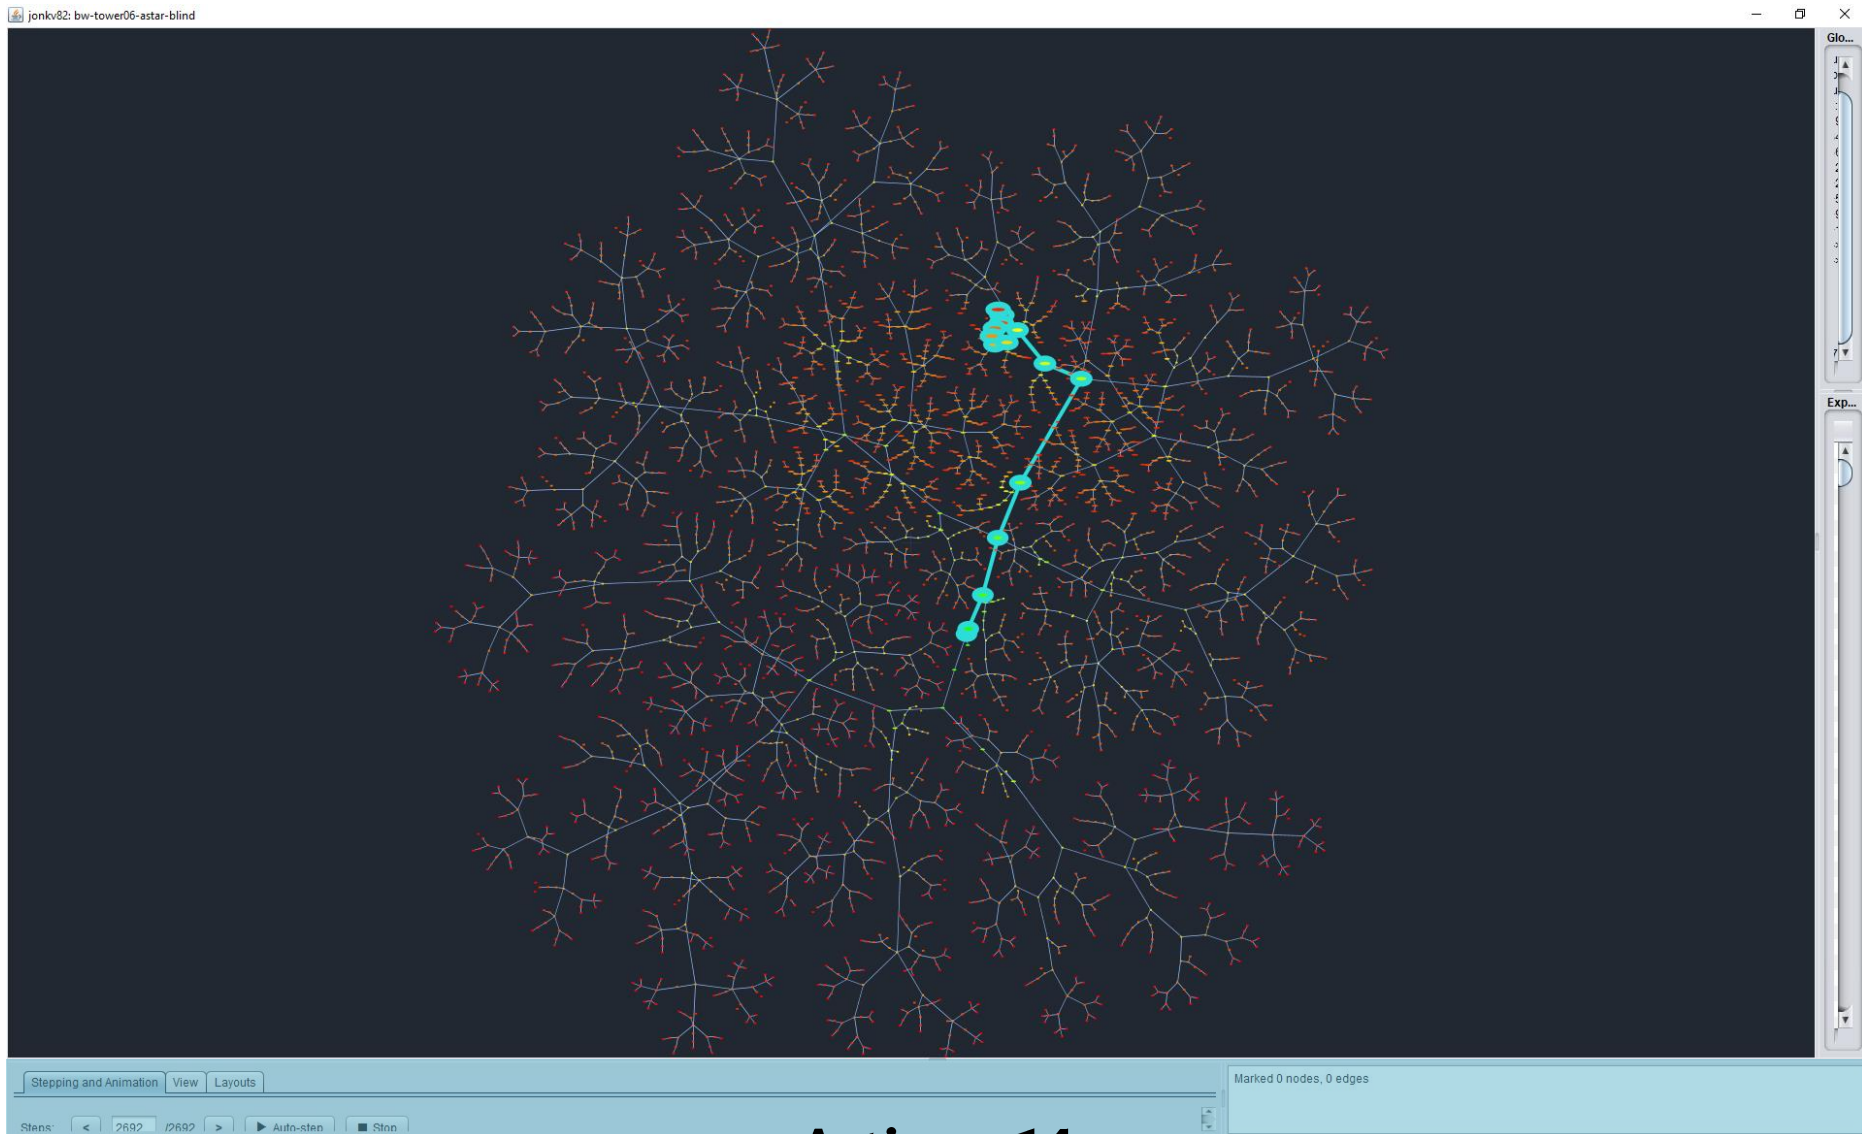 jonkv82: bw-tower06-astar-blind
Glo...
Exp...
Stepping and Animation View Layouts
Marked 0 nodes, 0 edges
Steps: < 2692 /2692 > Auto-step Stop